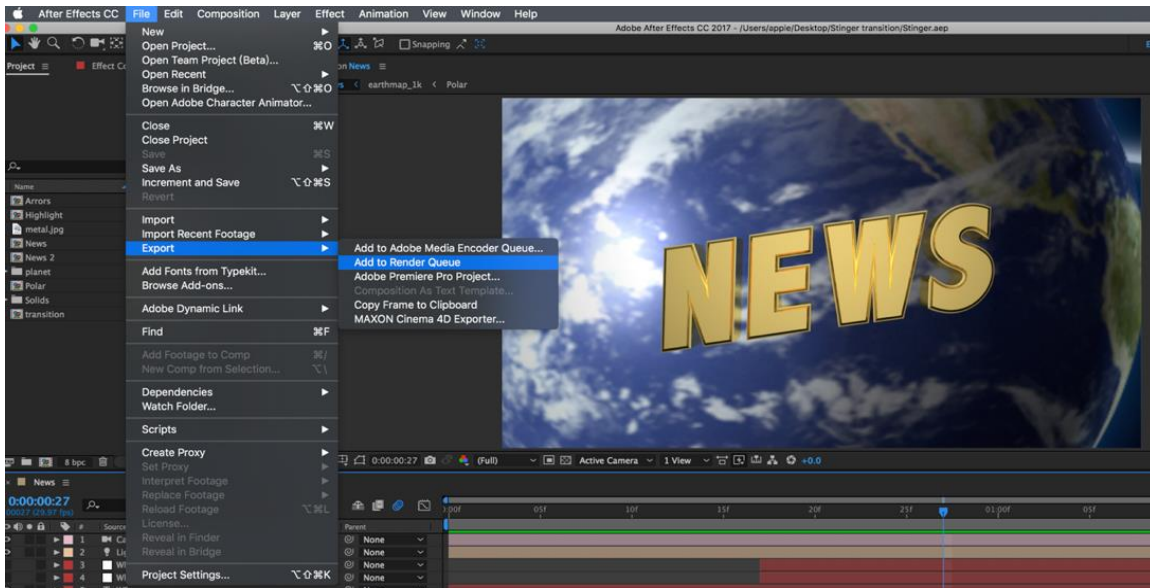 After Effects CC File Edit Composition Layer Effect Animation View Window Help
Adobe After Effects CC 2017 - /Users/apple/Desktop/Stinger transition/Stinger.aep
Snapping
Project
News
earthmap_1k < Polar
New
Open Project... ⌘O
Open Team Project (Beta)...
Open Recent
Browse in Bridge... ⌥⇧⌘O
Open Adobe Character Animator...
Close ⌘W
Close Project
Save ⌘S
Save As
Increment and Save ⌥⇧⌘S
Revert
Import
Import Recent Footage
Export
Add Fonts from Typekit...
Browse Add-ons...
Adobe Dynamic Link
Find ⌘F
Add Footage to Comp ⌘/
New Comp from Selection... ⌥\
Dependencies
Watch Folder...
Scripts
Create Proxy
Set Proxy
Interpret Footage
Replace Footage
Reload Footage ⌥⌘L
License...
Reveal in Finder
Reveal in Bridge
Project Settings... ⌥⇧⌘K
Add to Adobe Media Encoder Queue...
Add to Render Queue
Adobe Premiere Pro Project...
Composition As Text Template...
Copy Frame to Clipboard
MAXON Cinema 4D Exporter...
Name
Arrors
Highlight
metal.jpg
News
News 2
planet
Polar
Solids
transition
NEWS
8 bpc
0:00:00:27 (Full) Active Camera 1 View +0.0
News
0:00:00:27
00027 (29.97 fps)
05f 10f 15f 20f 25f 01:00f 05f
# Parent
1 None
2 None
3 None
4 None